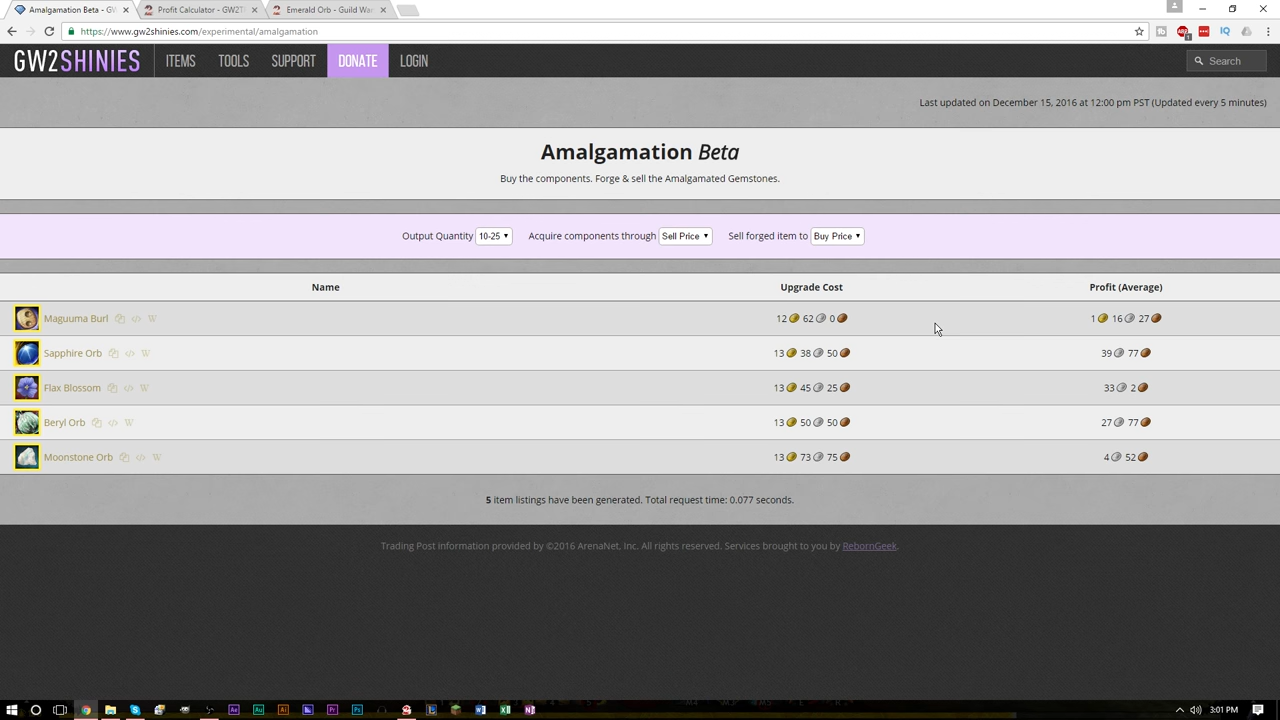 Amalgamation Beta - GW
Profit Calculator - GW2T
Emerald Orb - Guild Wa
https://www.gw2shinies.com/experimental/amalgamation
GW2SHINIES ITEMS TOOLS SUPPORT DONATE LOGIN Search
Last updated on December 15, 2016 at 12:00 pm PST (Updated every 5 minutes)
Amalgamation Beta
Buy the components. Forge & sell the Amalgamated Gemstones.
Output Quantity 10-25 Acquire components through Sell Price Sell forged item to Buy Price
Name Upgrade Cost Profit (Average)
Maguuma Burl W 12 62 0 1 16 27
Sapphire Orb W 13 38 50 39 77
Flax Blossom W 13 45 25 33 2
Beryl Orb W 13 50 50 27 77
Moonstone Orb W 13 73 75 4 52
5 item listings have been generated. Total request time: 0.077 seconds.
Trading Post information provided by ©2016 ArenaNet, Inc. All rights reserved. Services brought to you by RebornGeek.
3:01 PM